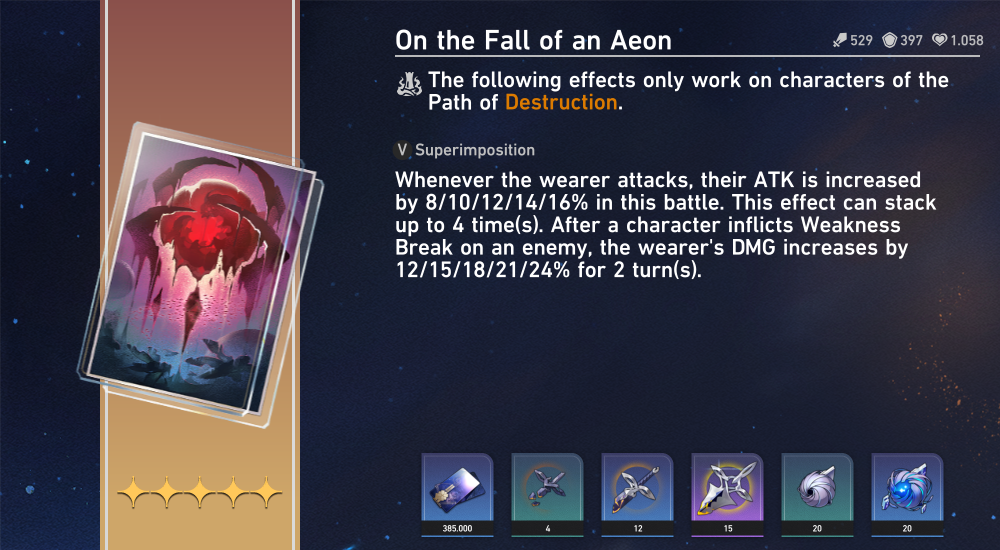 On the Fall of an Aeon
529 397 1.058
The following effects only work on characters of the
Path of Destruction.
V Superimposition
Whenever the wearer attacks, their ATK is increased
by 8/10/12/14/16% in this battle. This effect can stack
up to 4 time(s). After a character inflicts Weakness
Break on an enemy, the wearer's DMG increases by
12/15/18/21/24% for 2 turn(s).
385.000 4 12 15 20 20